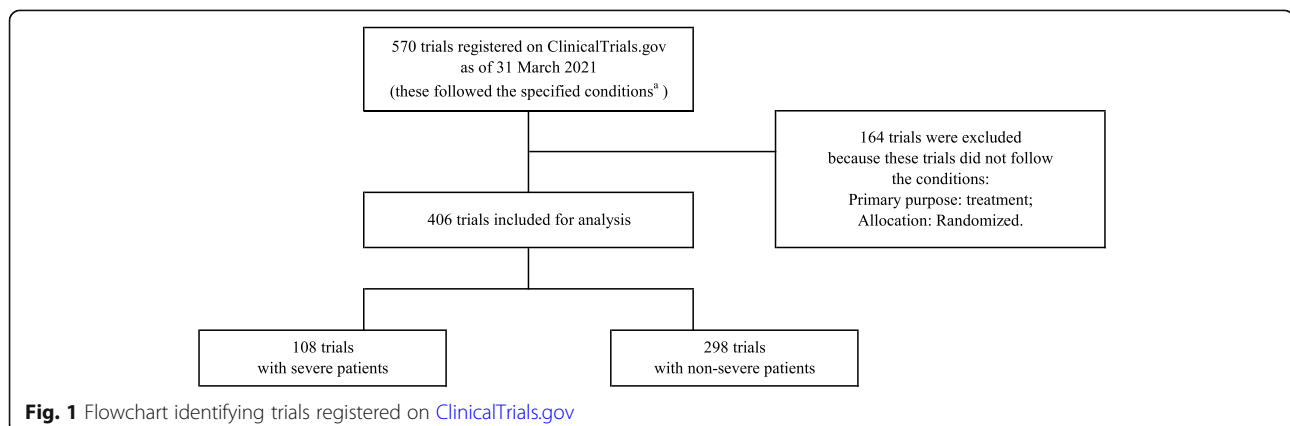 570 trials registered on ClinicalTrials.gov
as of 31 March 2021
(these followed the specified conditionsᵃ )
164 trials were excluded
because these trials did not follow
the conditions:
Primary purpose: treatment;
Allocation: Randomized.
406 trials included for analysis
108 trials
with severe patients
298 trials
with non-severe patients
Fig. 1 Flowchart identifying trials registered on ClinicalTrials.gov